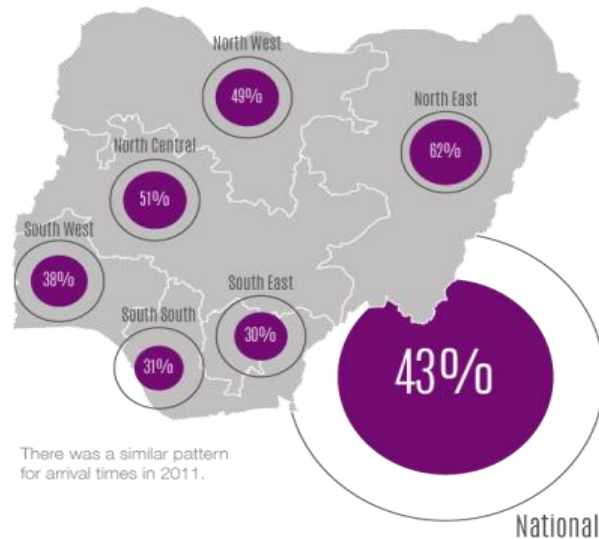 North West
49%
North East
62%
North Central
51%
South West
38%
South East
30%
South South
31%
43%
National
There was a similar pattern
for arrival times in 2011.